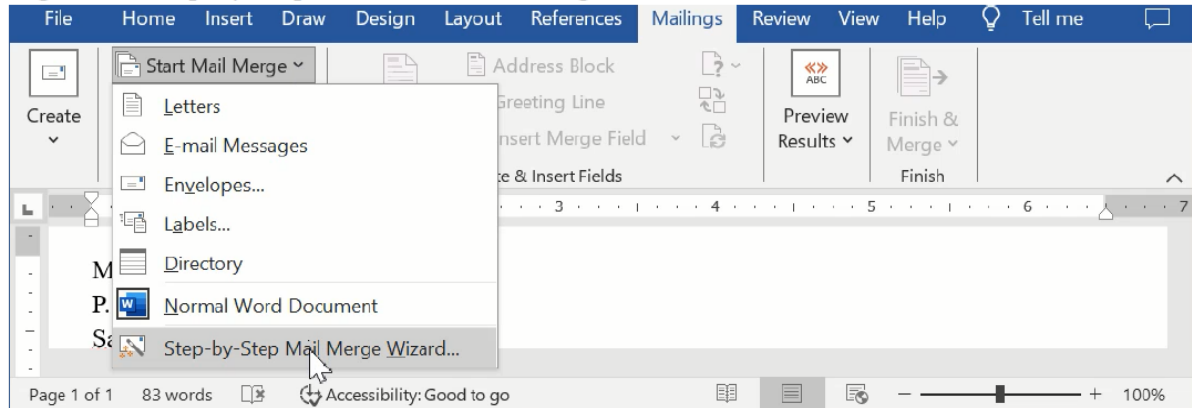 File Home Insert Draw Design Layout References Mailings Review View Help Tell me
Start Mail Merge
Address Block
?
«»
ABC
Letters
Greeting Line
Create
Preview
Results
Finish &
Merge
E-mail Messages
Insert Merge Field
Envelopes...
& Insert Fields
Finish
3 4 5 6 7
Labels...
M
Directory
P.
Normal Word Document
Sa
Step-by-Step Mail Merge Wizard...
Page 1 of 1 83 words Accessibility: Good to go 100%